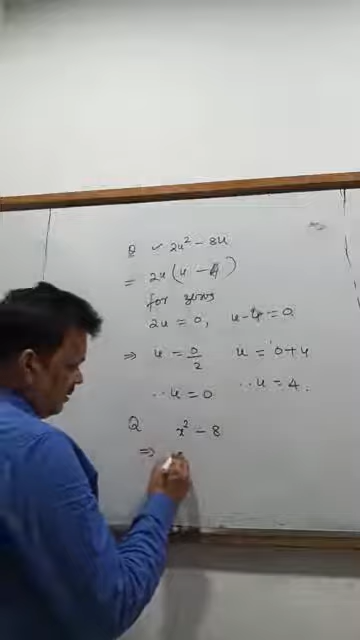 Q ✓ 2u² - 8u
= 2u (u - 4)
for zeros
2u = 0, u - 4 = 0
⇒ u = 0/2 u = 0 + 4
∴ u = 0 ∴ u = 4.
Q x² - 8
⇒